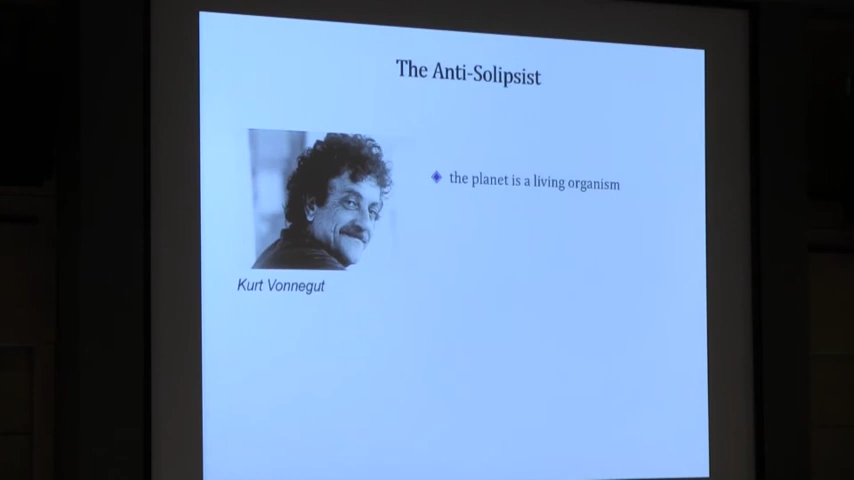 The Anti-Solipsist
the planet is a living organism
Kurt Vonnegut